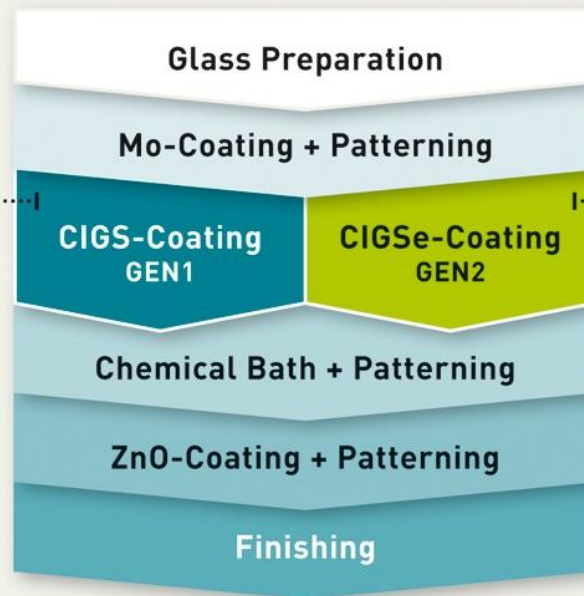 Glass Preparation
Mo-Coating + Patterning
CIGS-Coating
GEN1
CIGSe-Coating
GEN2
Chemical Bath + Patterning
ZnO-Coating + Patterning
Finishing